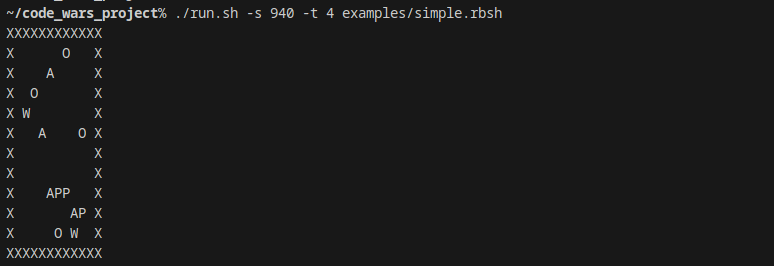 ~/code_wars_project% ./run.sh -s 940 -t 4 examples/simple.rbsh
XXXXXXXXXXXX
X      O   X
X    A     X
X  O       X
X W        X
X   A    O X
X          X
X          X
X    APP   X
X       AP X
X     O W  X
XXXXXXXXXXXX